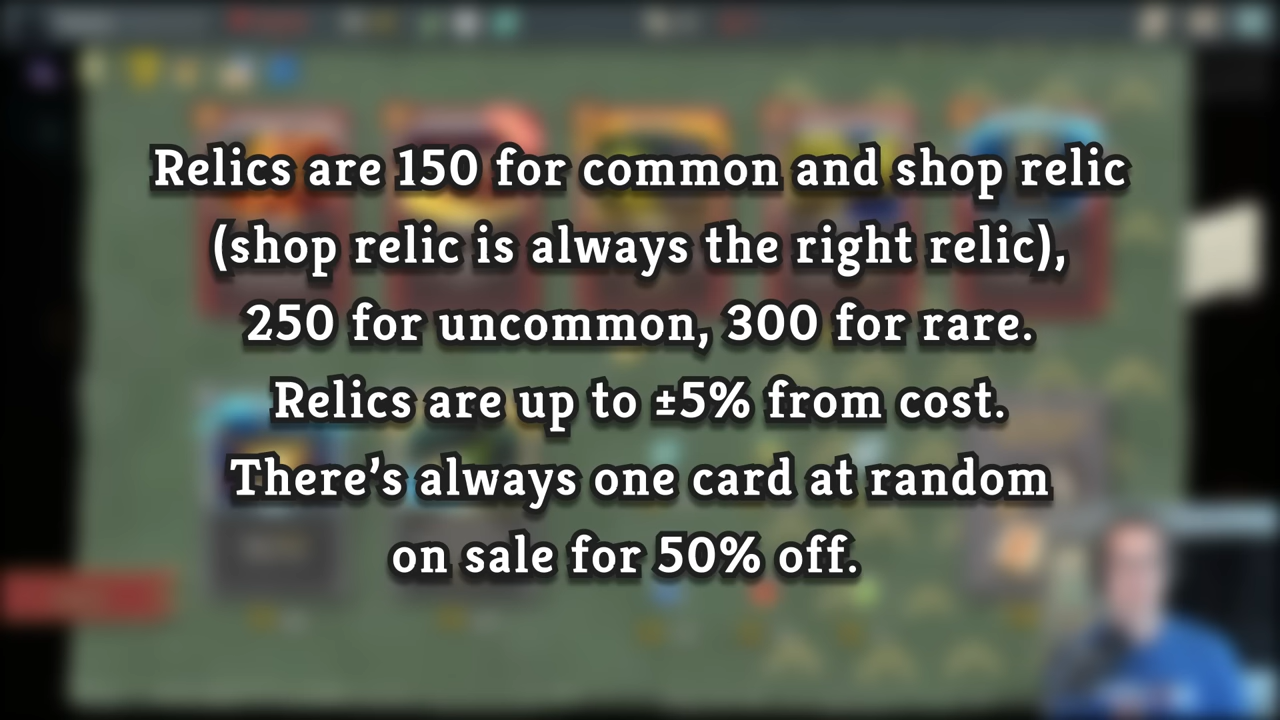 Relics are 150 for common and shop relic
(shop relic is always the right relic),
250 for uncommon, 300 for rare.
Relics are up to ±5% from cost.
There's always one card at random
on sale for 50% off.